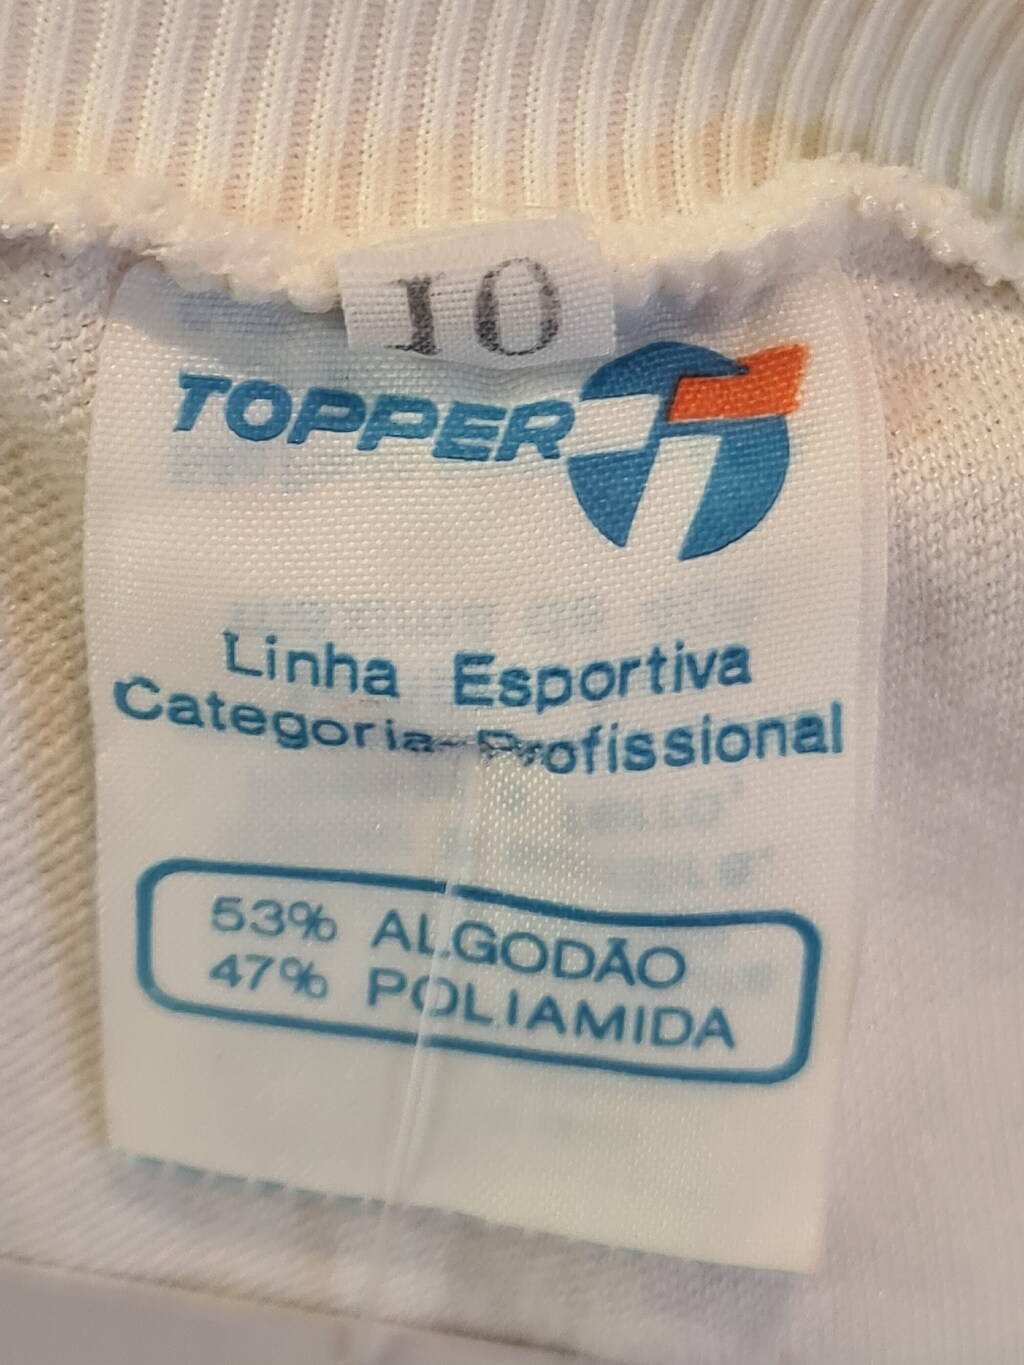 10
TOPPER
Linha Esportiva
Categoria Profissional
53% ALGODÃO
47% POLIAMIDA